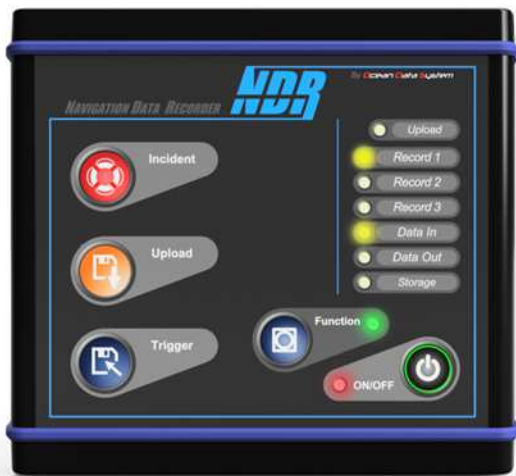 NDR
By Ocean Data System
NAVIGATION DATA RECORDER
Incident
Upload
Trigger
Function
ON/OFF
Upload
Record 1
Record 2
Record 3
Data In
Data Out
Storage